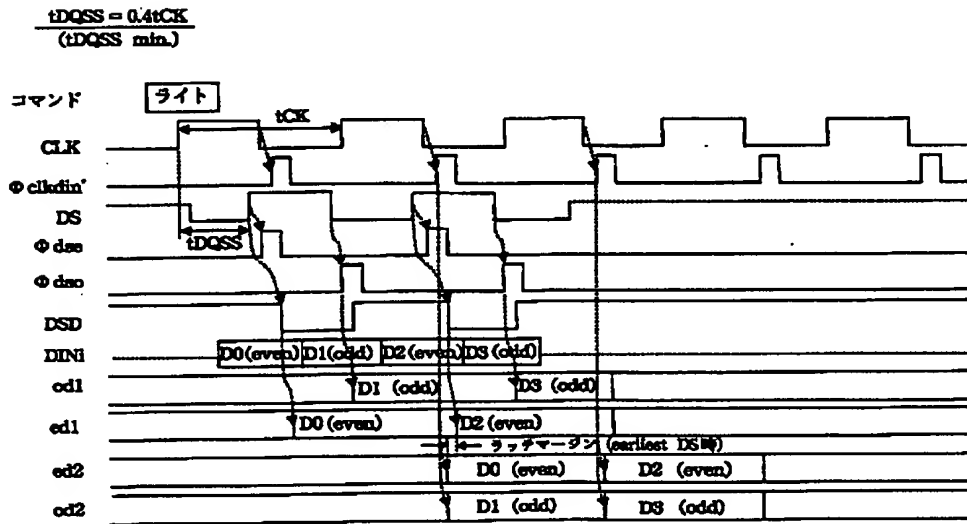 tDQSS = 0.4tCK
(tDQSS min.)
コマンド ライト
tCK
CLK
Φclkdin'
DS
tDQSS
Φdse
Φdso
DSD
DINi D0(even) D1(odd) D2(even) D3(odd)
od1 D1 (odd) D3 (odd)
ed1 D0 (even) D2 (even)
ラッチマージン (earliest DS時)
ed2 D0 (even) D2 (even)
od2 D1 (odd) D3 (odd)